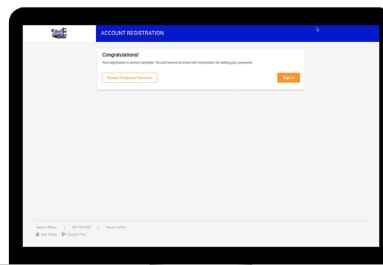 ACCOUNT REGISTRATION
Congratulations!
Your registration is almost complete. You will receive an email with instructions for setting your password.
Resend Temporary Password
Sign In
App Store
Google Play